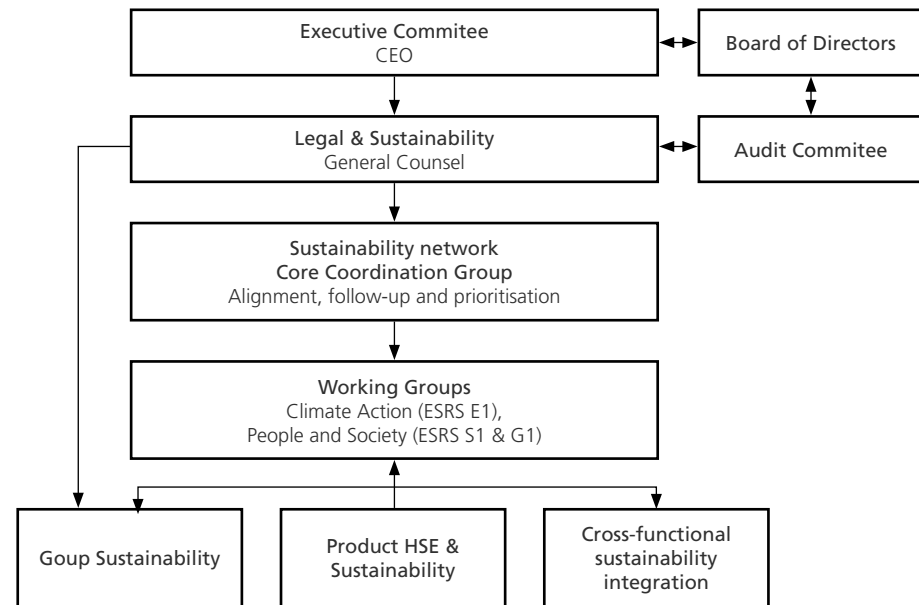 Executive Commitee
CEO
Board of Directors
Legal & Sustainability
General Counsel
Audit Commitee
Sustainability network
Core Coordination Group
Alignment, follow-up and prioritisation
Working Groups
Climate Action (ESRS E1),
People and Society (ESRS S1 & G1)
Goup Sustainability
Product HSE &
Sustainability
Cross-functional
sustainability
integration